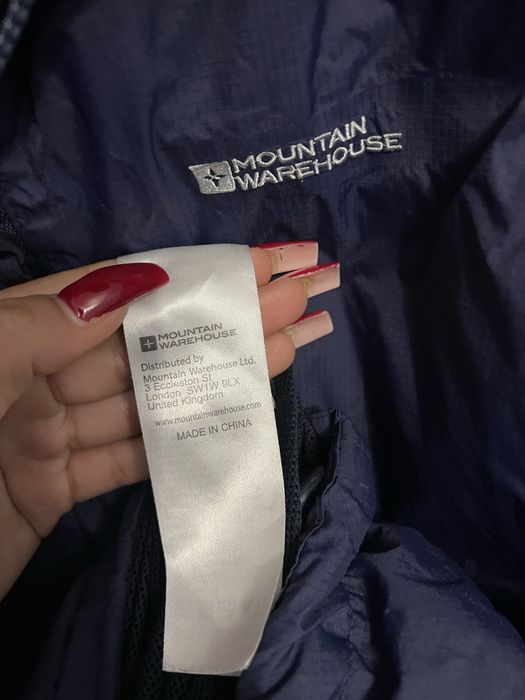 MOUNTAIN
WAREHOUSE
MOUNTAIN
WAREHOUSE
Distributed by
Mountain Warehouse Ltd.
3 Eccleston St
London SW1W 9LX
United Kingdom
www.mountainwarehouse.com
MADE IN CHINA